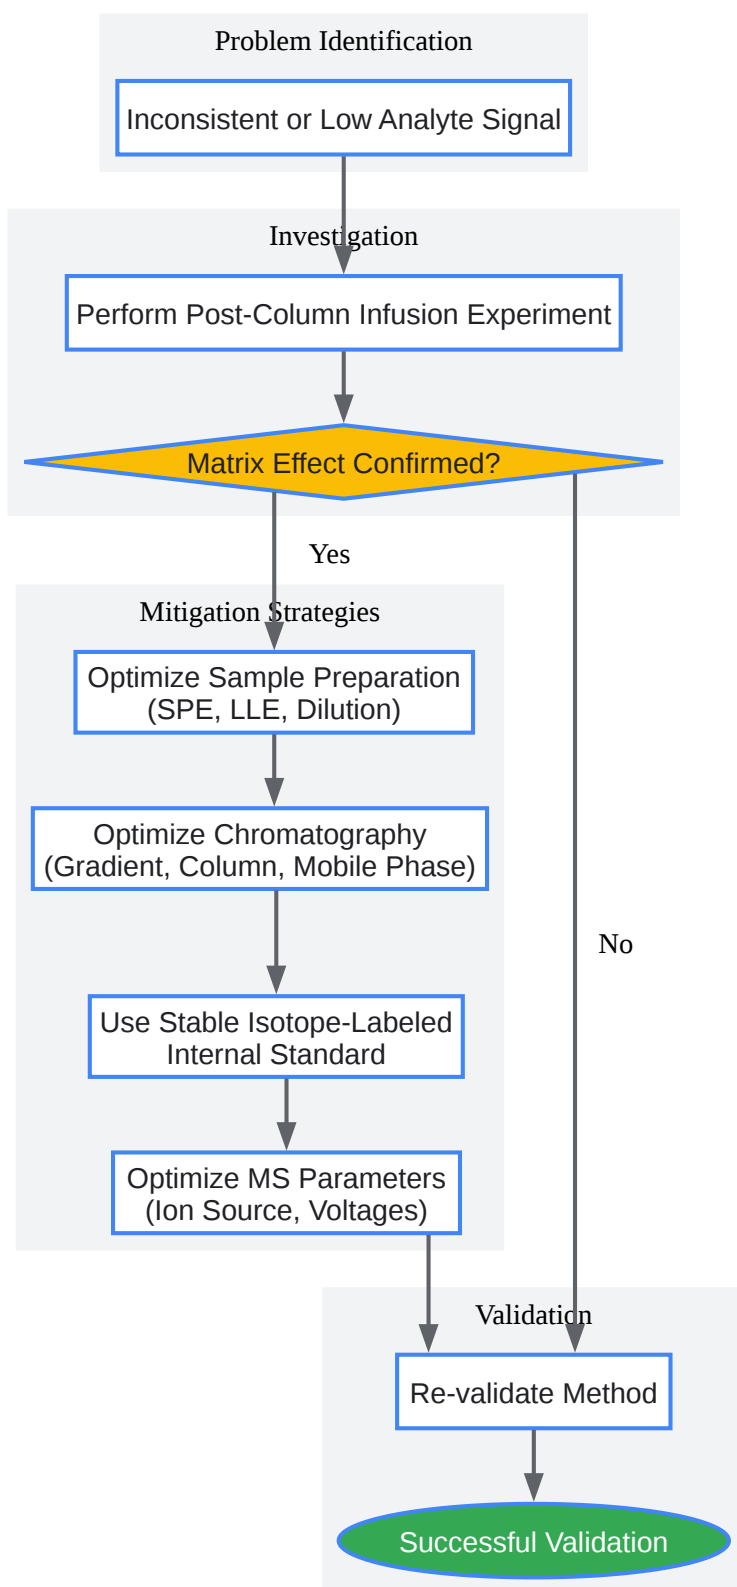 Problem Identification
Inconsistent or Low Analyte Signal
Investigation
Perform Post-Column Infusion Experiment
Matrix Effect Confirmed?
Yes
Mitigation Strategies
Optimize Sample Preparation
(SPE, LLE, Dilution)
Optimize Chromatography
(Gradient, Column, Mobile Phase)
No
Use Stable Isotope-Labeled
Internal Standard
Optimize MS Parameters
(Ion Source, Voltages)
Validation
Re-validate Method
Successful Validation